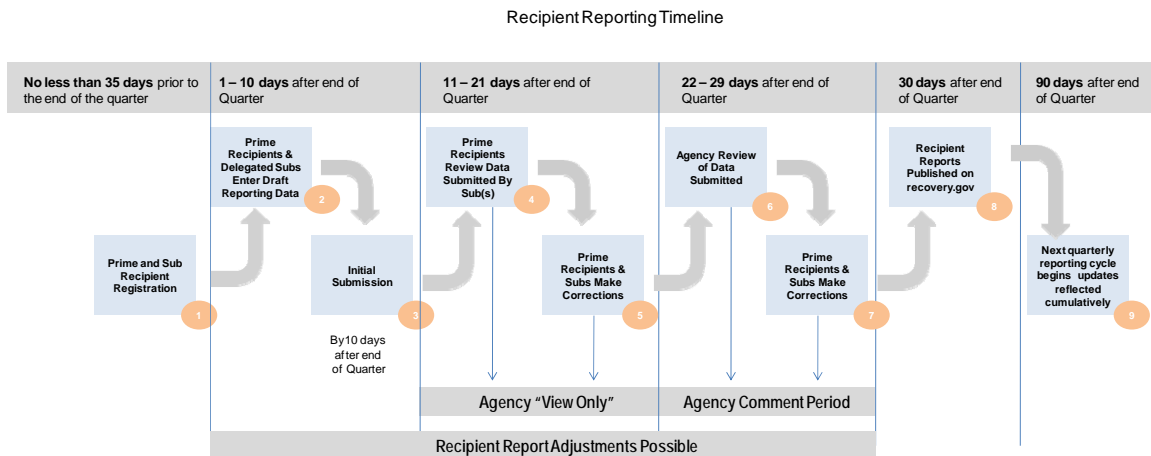 Recipient Reporting Timeline
No less than 35 days prior to
the end of the quarter
1 – 10 days after end of
Quarter
11 – 21 days after end of
Quarter
22 – 29 days after end of
Quarter
30 days after end
of Quarter
90 days after end
of Quarter
Prime and Sub
Recipient
Registration
1
Prime
Recipients &
Delegated Subs
Enter Draft
Reporting Data
2
Initial
Submission
3
By 10 days
after end
of Quarter
Prime
Recipients
Review Data
Submitted By
Sub(s)
4
Prime
Recipients &
Subs Make
Corrections
5
Agency Review
of Data
Submitted
6
Prime
Recipients &
Subs Make
Corrections
7
Recipient
Reports
Published on
recovery.gov
8
Next quarterly
reporting cycle
begins updates
reflected
cumulatively
9
Agency “View Only”
Agency Comment Period
Recipient Report Adjustments Possible